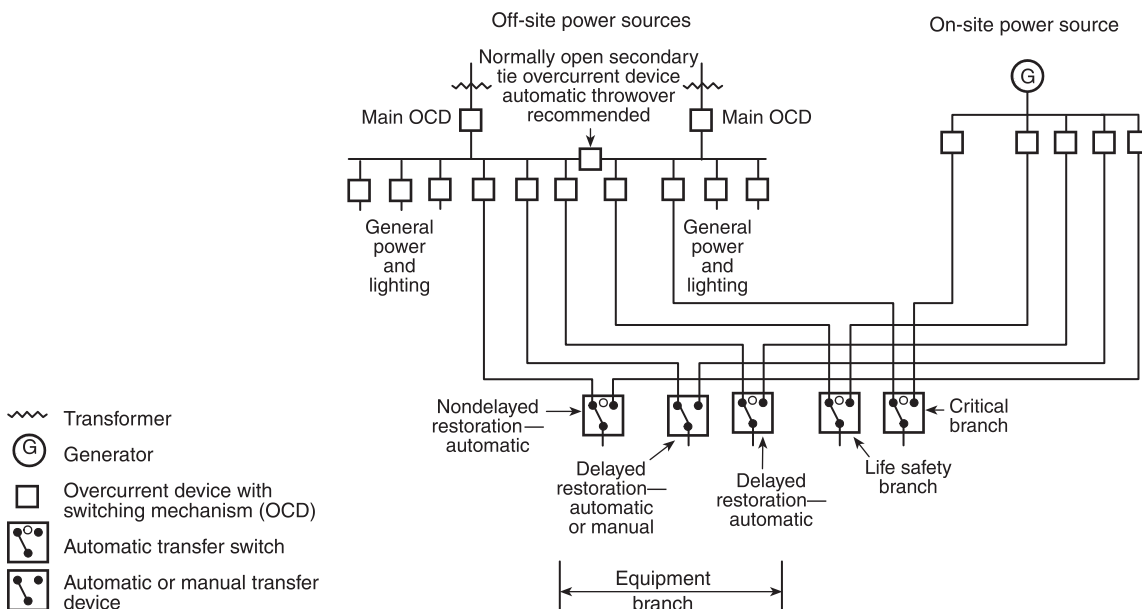 Off-site power sources
On-site power source
Normally open secondary
tie overcurrent device
automatic throwover
recommended
G
Main OCD
Main OCD
General
power
and
lighting
General
power
and
lighting
Nondelayed
restoration—
automatic
Delayed
restoration—
automatic
or manual
Delayed
restoration—
automatic
Life safety
branch
Critical
branch
Equipment
branch
Transformer
G
Generator
Overcurrent device with
switching mechanism (OCD)
Automatic transfer switch
Automatic or manual transfer
device